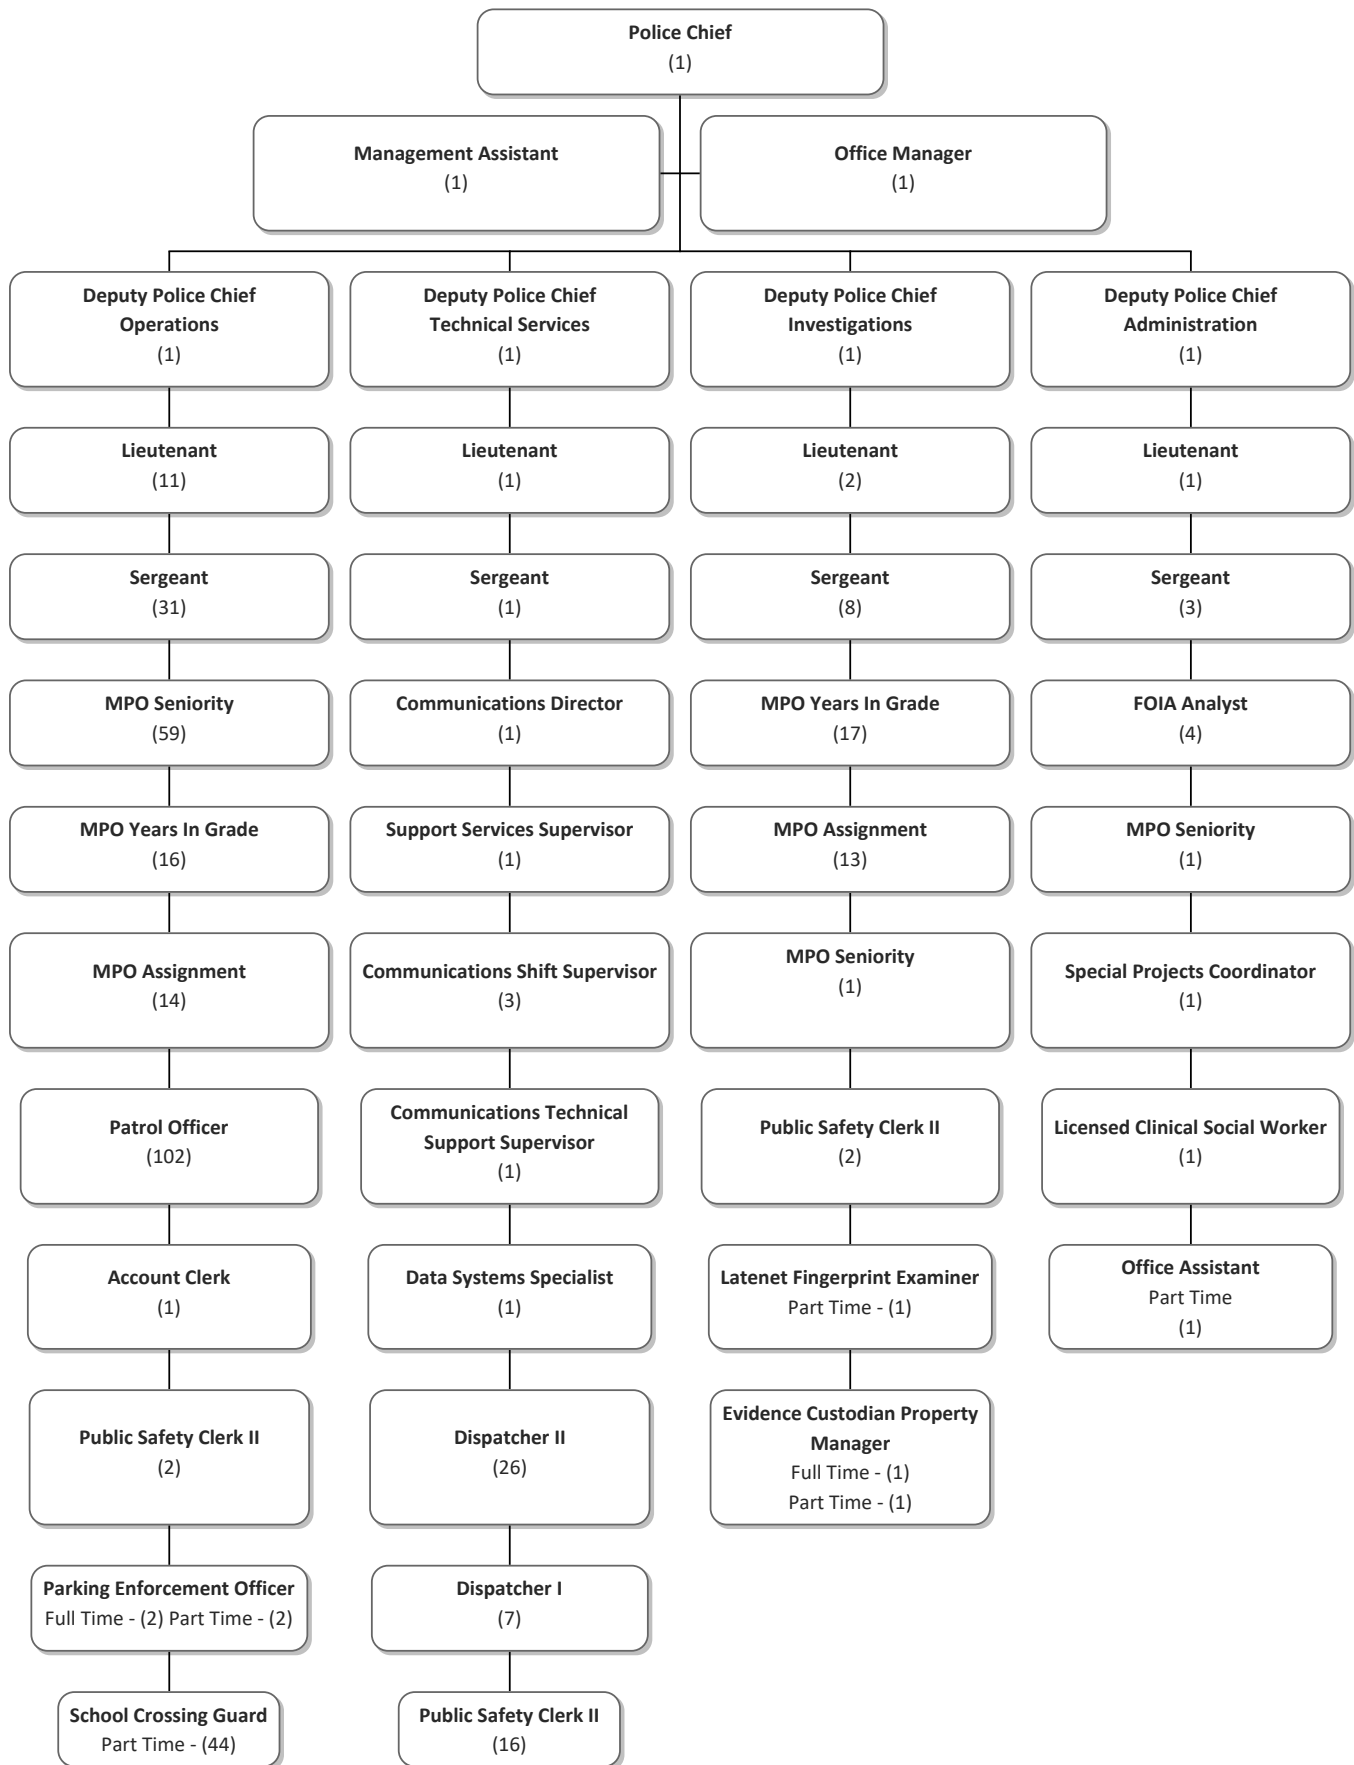 Police Chief
(1)
Management Assistant
(1)
Office Manager
(1)
Deputy Police Chief
Operations
(1)
Deputy Police Chief
Technical Services
(1)
Deputy Police Chief
Investigations
(1)
Deputy Police Chief
Administration
(1)
Lieutenant
(11)
Lieutenant
(1)
Lieutenant
(2)
Lieutenant
(1)
Sergeant
(31)
Sergeant
(1)
Sergeant
(8)
Sergeant
(3)
MPO Seniority
(59)
Communications Director
(1)
MPO Years In Grade
(17)
FOIA Analyst
(4)
MPO Years In Grade
(16)
Support Services Supervisor
(1)
MPO Assignment
(13)
MPO Seniority
(1)
MPO Assignment
(14)
Communications Shift Supervisor
(3)
MPO Seniority
(1)
Special Projects Coordinator
(1)
Patrol Officer
(102)
Communications Technical
Support Supervisor
(1)
Public Safety Clerk II
(2)
Licensed Clinical Social Worker
(1)
Account Clerk
(1)
Data Systems Specialist
(1)
Latenet Fingerprint Examiner
Part Time - (1)
Office Assistant
Part Time
(1)
Public Safety Clerk II
(2)
Dispatcher II
(26)
Evidence Custodian Property
Manager
Full Time - (1)
Part Time - (1)
Parking Enforcement Officer
Full Time - (2) Part Time - (2)
Dispatcher I
(7)
School Crossing Guard
Part Time - (44)
Public Safety Clerk II
(16)